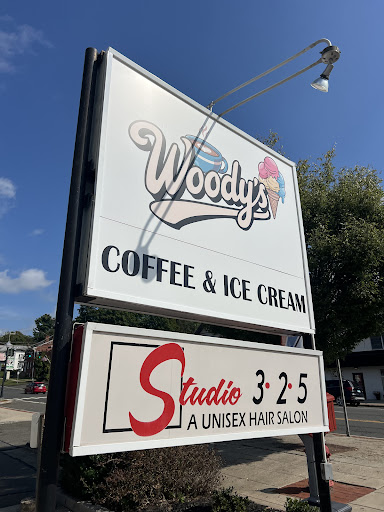 Woody's
COFFEE & ICE CREAM
Studio 3·2·5
A UNISEX HAIR SALON